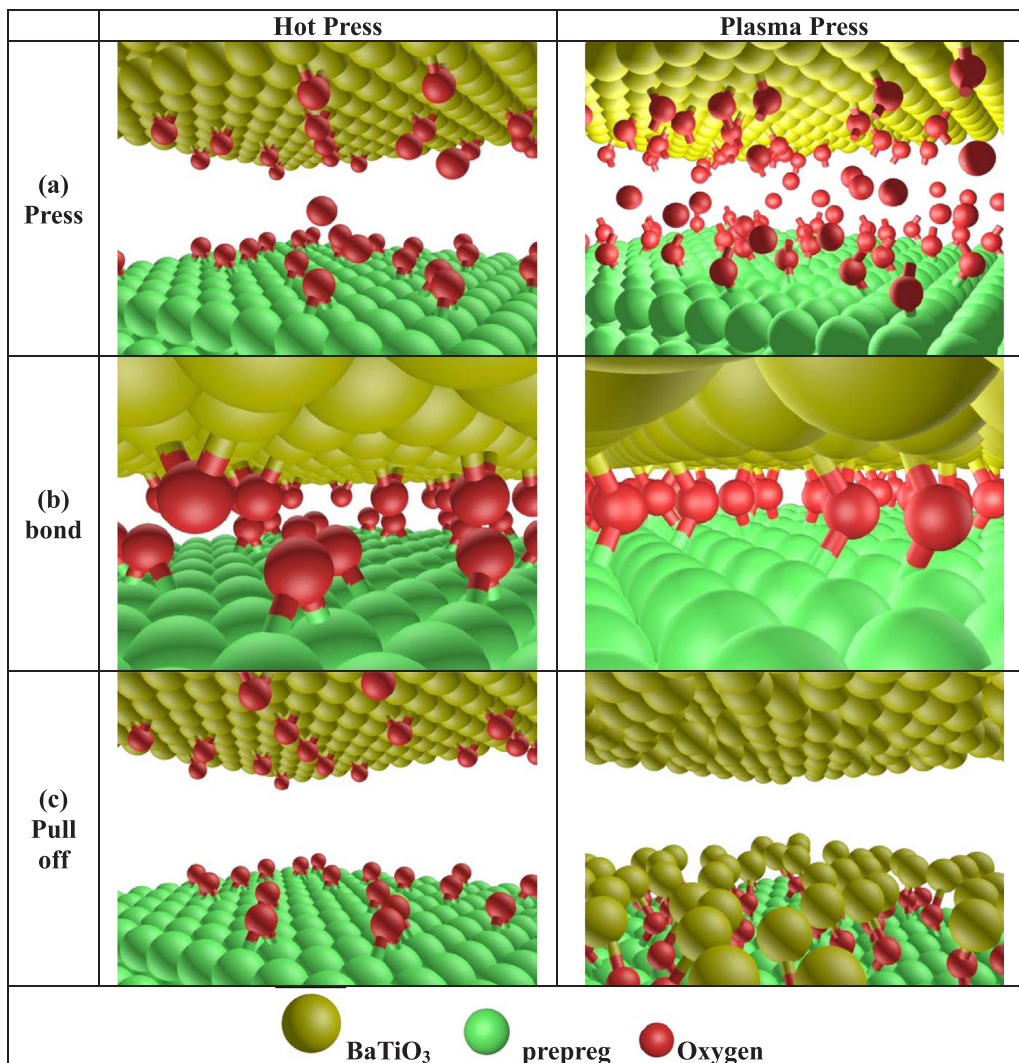 Hot Press
Plasma Press
(a)
Press
(b)
bond
(c)
Pull
off
BaTiO₃
prepreg
Oxygen